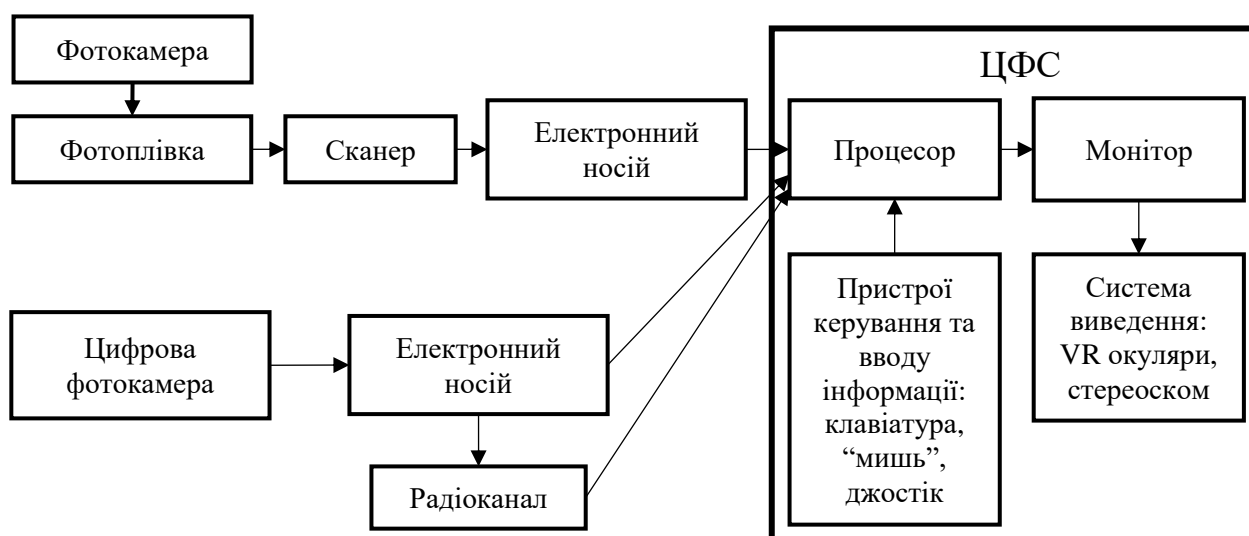 Фотокамера
ЦФС
Фотоплівка
Сканер
Електронний
носій
Процесор
Монітор
Цифрова
фотокамера
Електронний
носій
Радіоканал
Пристрої
керування та
вводу
інформації:
клавіатура,
“мишь”,
джостік
Система
виведення:
VR окуляри,
стереоском